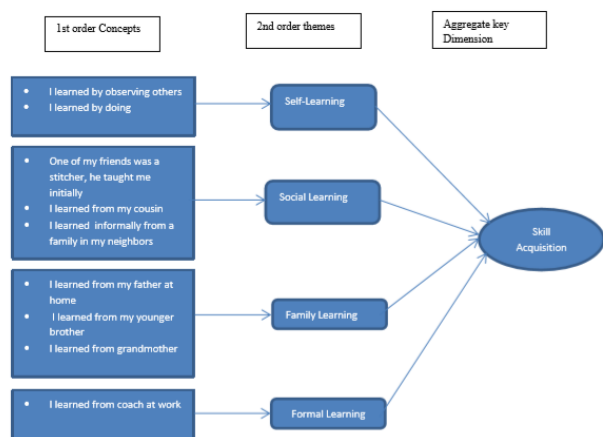 1st order Concepts
2nd order themes
Aggregate key
Dimension
• I learned by observing others
• I learned by doing
Self-Learning
• One of my friends was a
stitcher, he taught me
initially
• I learned from my cousin
• I learned informally from a
family in my neighbors
Social Learning
Skill
Acquisition
• I learned from my father at
home
• I learned from my younger
brother
• I learned from grandmother
Family Learning
• I learned from coach at work
Formal Learning